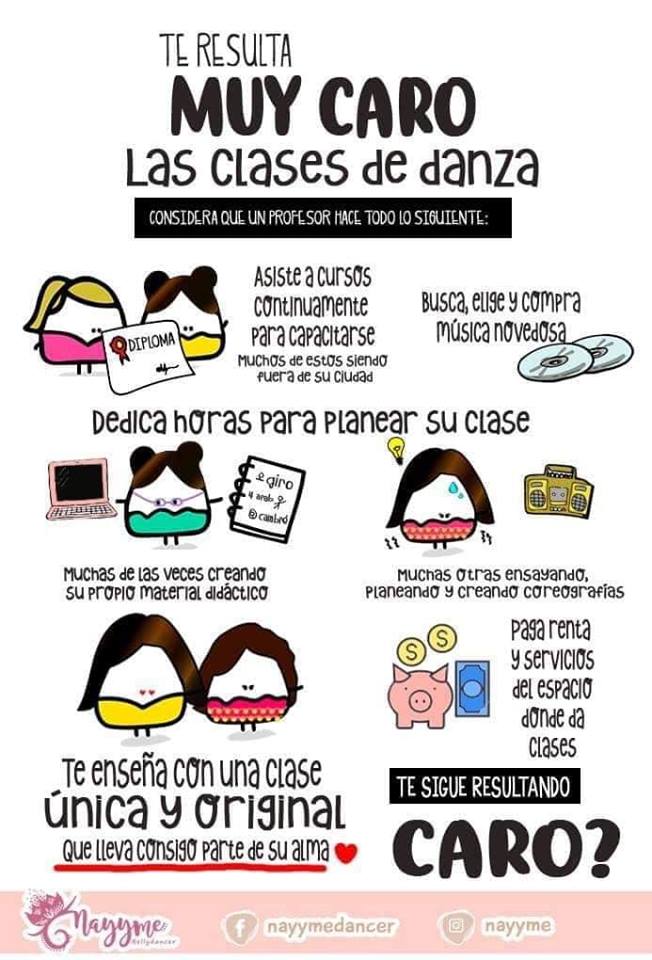 TE RESULTA
MUY CARO
Las clases de danza
CONSIDERA QUE UN PROFESOR HACE TODO LO SIGUIENTE:
Asiste a cursos
continuamente
para capacitarse
Muchos de estos siendo
fuera de su ciudad
Busca, elige y compra
música novedosa
DIPLOMA
Dedica horas para planear su clase
giro
4 arab
cambré
Muchas de las veces creando
su propio material didáctico
Muchas otras ensayando,
planeando y creando coreografías
$ $
Paga renta
y servicios
del espacio
donde da
clases
Te enseña con una clase
única y original
Que lleva consigo parte de su alma
TE SIGUE RESULTANDO
CARO?
Nayyme
Bellydancer
f nayymedancer
nayyme